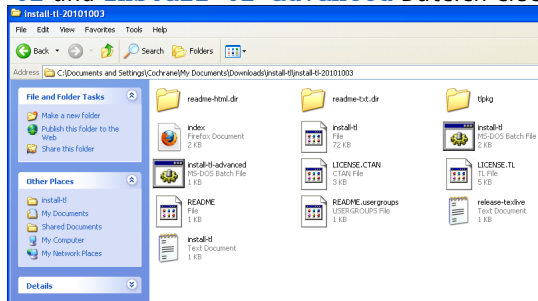 install-tl-20101003
File Edit View Favorites Tools Help
Back Search Folders
Address C:\Documents and Settings\Cochrane\My Documents\Downloads\install-tl\install-tl-20101003
File and Folder Tasks
Make a new folder
Publish this folder to the Web
Share this folder
Other Places
install-tl
My Documents
Shared Documents
My Computer
My Network Places
Details
readme-html.dir
readme-txt.dir
tlpkg
index
Firefox Document
2 KB
install-tl
File
72 KB
install-tl
MS-DOS Batch File
2 KB
install-tl-advanced
MS-DOS Batch File
1 KB
LICENSE.CTAN
CTAN File
3 KB
LICENSE.TL
TL File
5 KB
README
File
1 KB
README.usergroups
USERGROUPS File
1 KB
release-texlive
Text Document
1 KB
install-tl
Text Document
1 KB